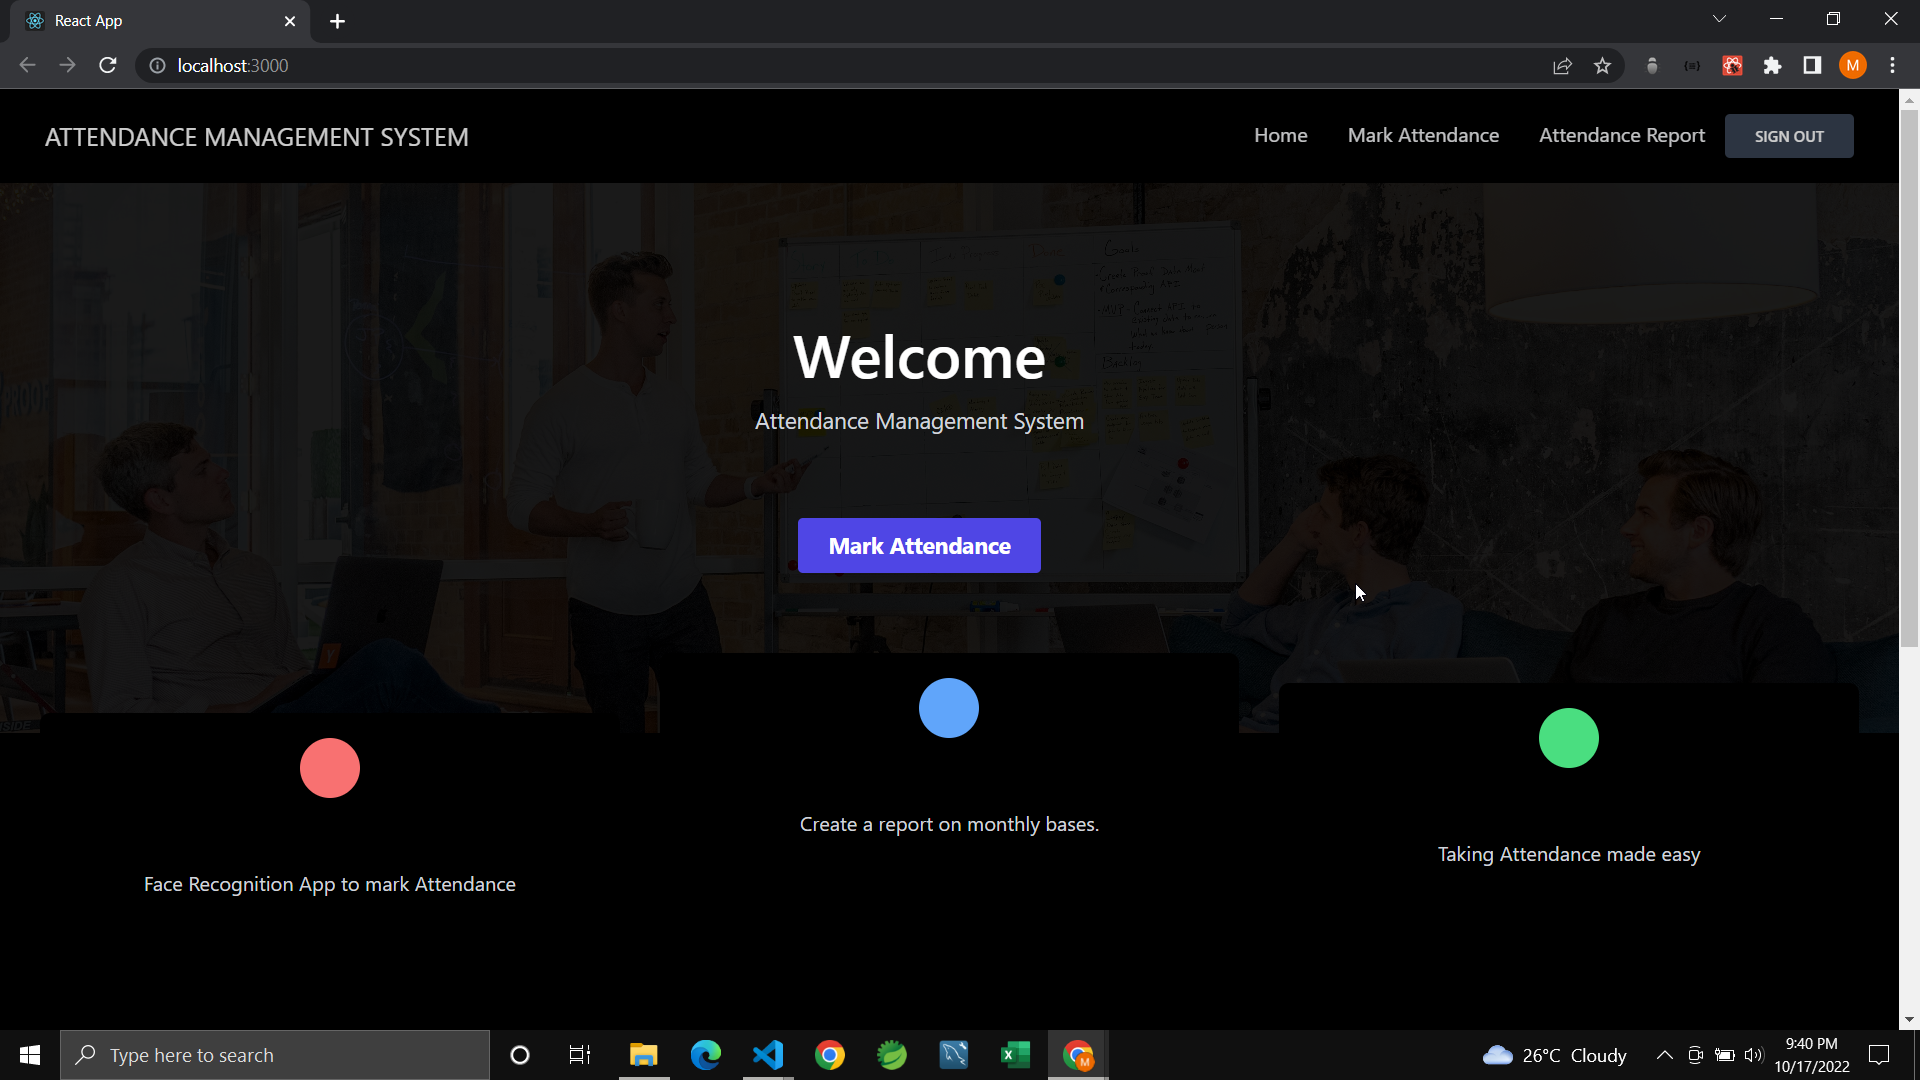 React App
localhost:3000
M
ATTENDANCE MANAGEMENT SYSTEM
Home
Mark Attendance
Attendance Report
SIGN OUT
Goals
Welcome
Attendance Management System
Mark Attendance
Create a report on monthly bases.
Taking Attendance made easy
Face Recognition App to mark Attendance
Type here to search
26°C Cloudy
9:40 PM
10/17/2022